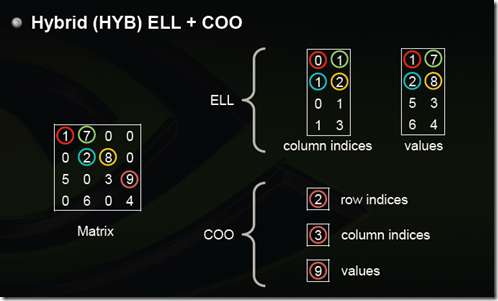 Hybrid (HYB) ELL + COO
ELL
0 1
1 2
0 1
1 3
column indices
1 7
2 8
5 3
6 4
values
1 7 0 0
0 2 8 0
5 0 3 9
0 6 0 4
Matrix
COO
2 row indices
3 column indices
9 values